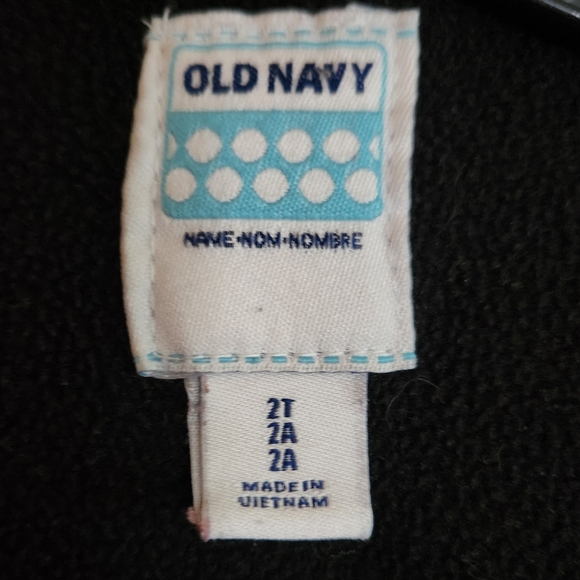 OLD NAVY
NAME•NOM•NOMBRE
2T
2A
2A
MADE IN
VIETNAM